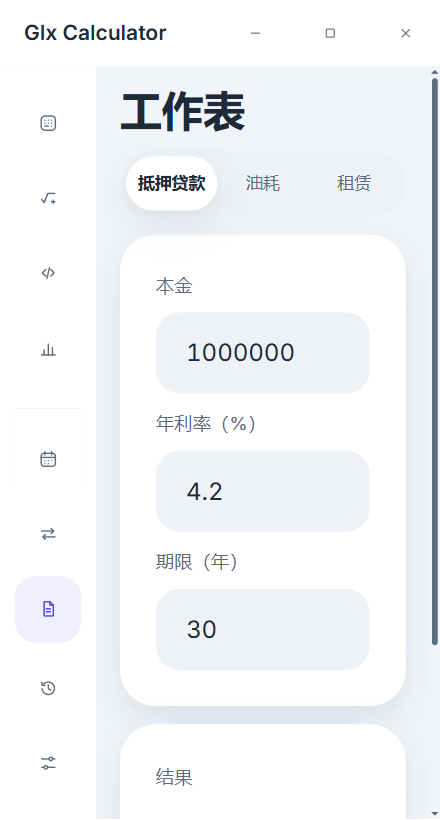 Glx Calculator
工作表
抵押贷款 油耗 租赁
本金
1000000
年利率（%）
4.2
期限（年）
30
结果